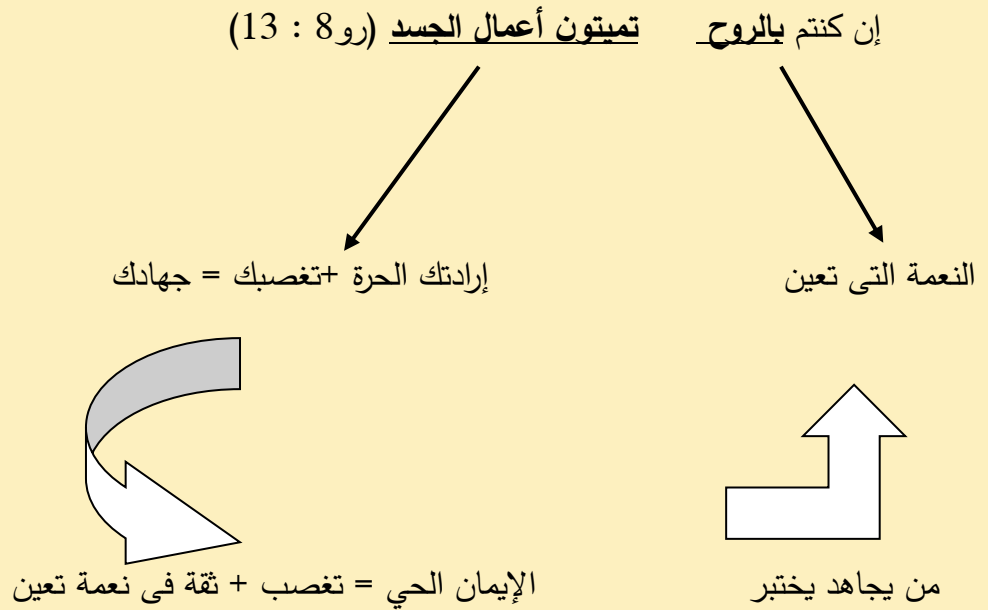 إن كنتم بالروح تميتون أعمال الجسد (رو8 : 13)
النعمة التى تعين
إرادتك الحرة +تغصبك = جهادك
من يجاهد يختبر
الإيمان الحي = تغصب + ثقة فى نعمة تعين